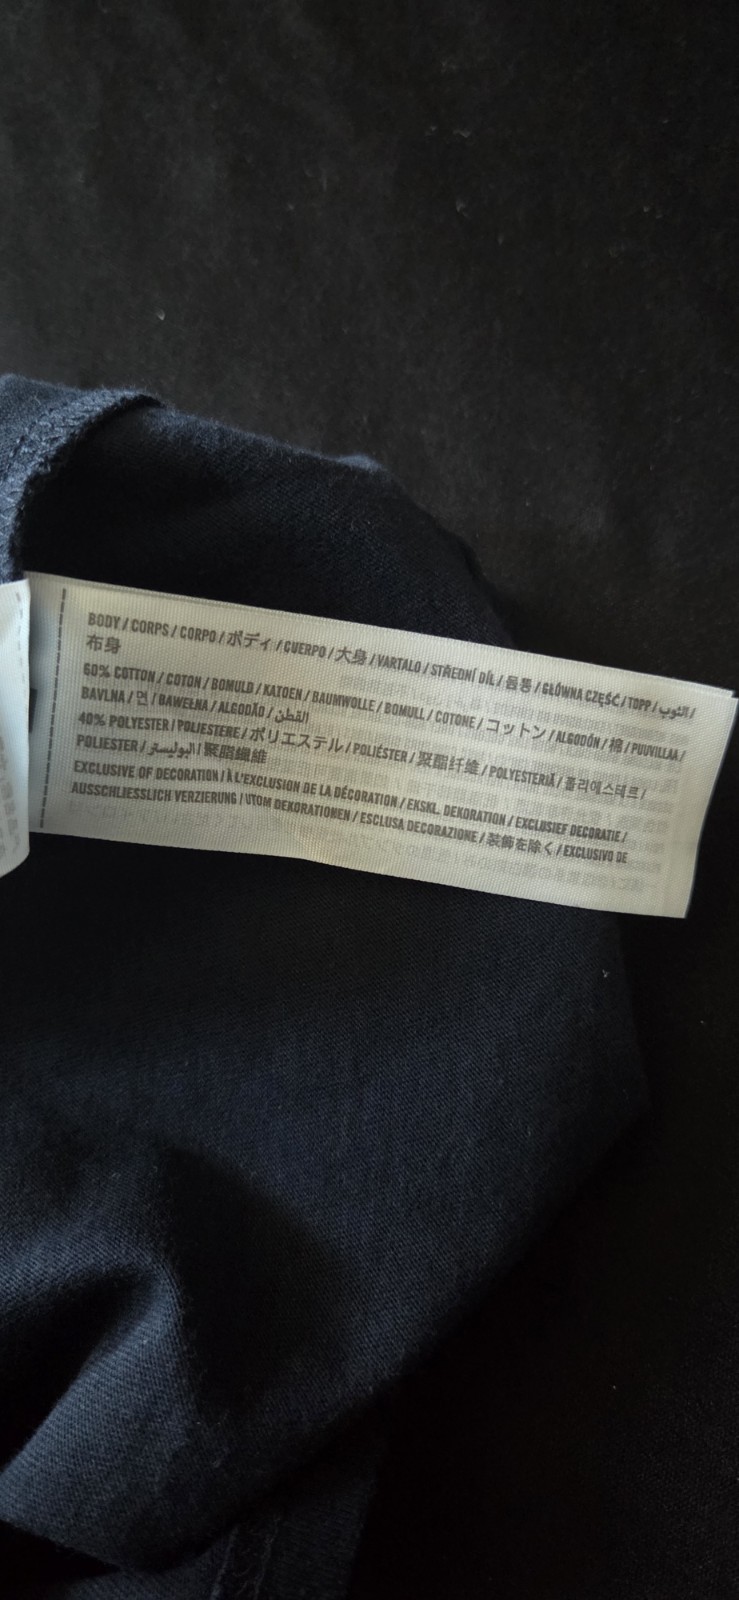 BODY / CORPS / CORPO / ボディ / CUERPO / 大身 / VARTALO / STŘEDNÍ DÍL / 몸통 / GŁÓWNA CZĘŚĆ / TOPP / الثوب /
布身
60% COTTON / COTON / BOMULD / KATOEN / BAUMWOLLE / BOMULL / COTONE / コットン / ALGODÓN / 棉 / PUUVILLAA /
BAVLNA / 면 / BAWEŁNA / ALGODÃO / القطن
40% POLYESTER / POLIESTERE / ポリエステル / POLIÉSTER / 聚酯纤维 / POLYESTERIÄ / 폴리에스테르 /
POLIESTER / البوليستر / 聚酯纖維
EXCLUSIVE OF DECORATION / À L'EXCLUSION DE LA DÉCORATION / EKSKL. DEKORATION / EXCLUSIEF DECORATIE /
AUSSCHLIESSLICH VERZIERUNG / UTOM DEKORATIONEN / ESCLUSA DECORAZIONE / 装飾を除く / EXCLUSIVO DE